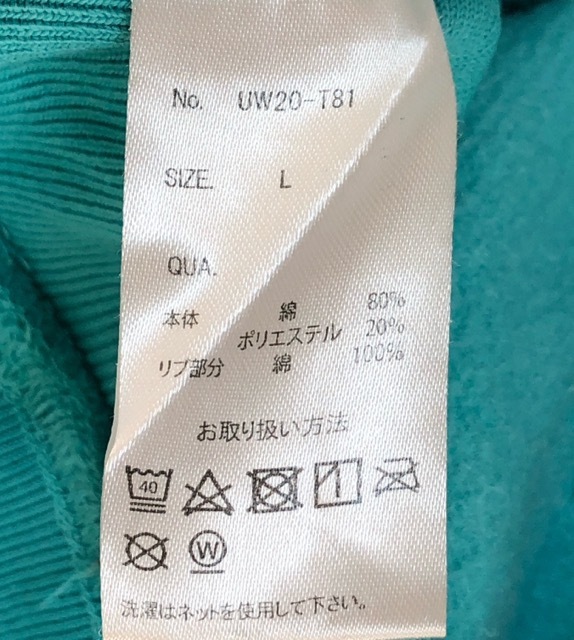 No. UW20-T81
SIZE. L
QUA.
本体 綿 80%
ポリエステル 20%
リブ部分 綿 100%
お取り扱い方法
40
W
洗濯はネットを使用して下さい。